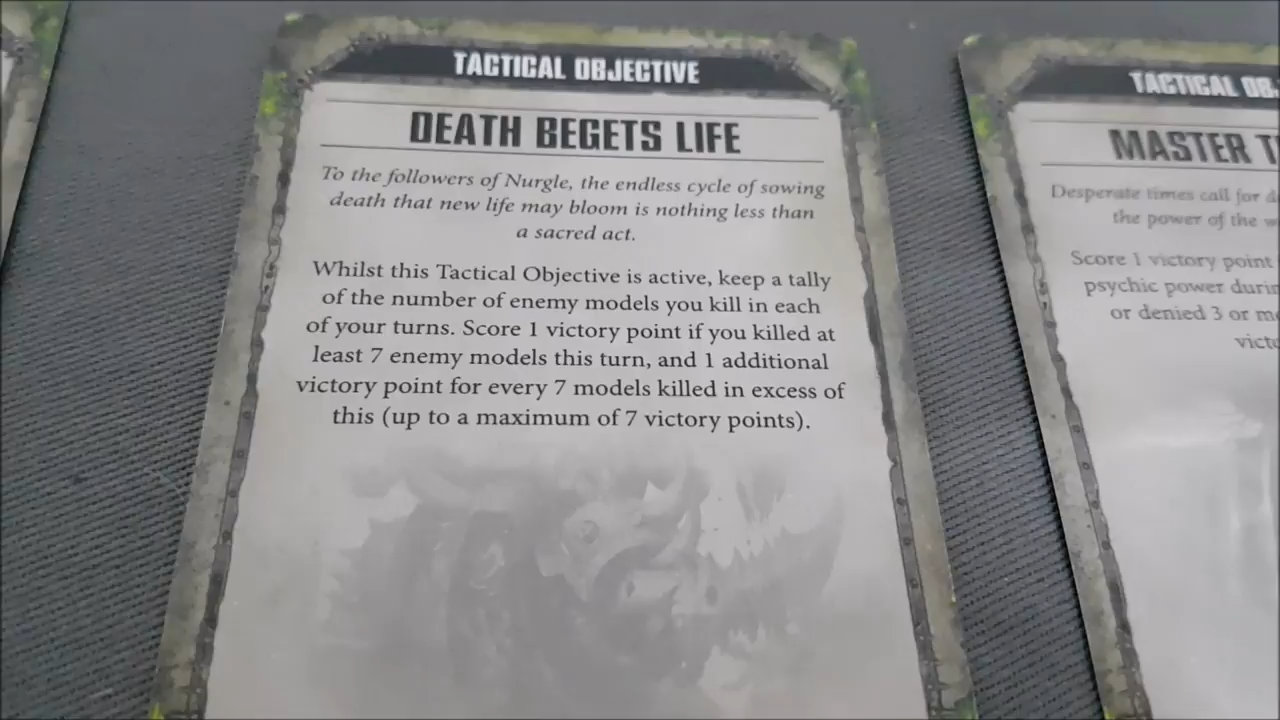 TACTICAL OBJECTIVE
DEATH BEGETS LIFE
To the followers of Nurgle, the endless cycle of sowing
death that new life may bloom is nothing less than
a sacred act.
Whilst this Tactical Objective is active, keep a tally
of the number of enemy models you kill in each
of your turns. Score 1 victory point if you killed at
least 7 enemy models this turn, and 1 additional
victory point for every 7 models killed in excess of
this (up to a maximum of 7 victory points).
TACTICAL OB
MASTER T
Desperate times call for d
the power of the w
Score 1 victory point
psychic power durin
or denied 3 or mo
victo